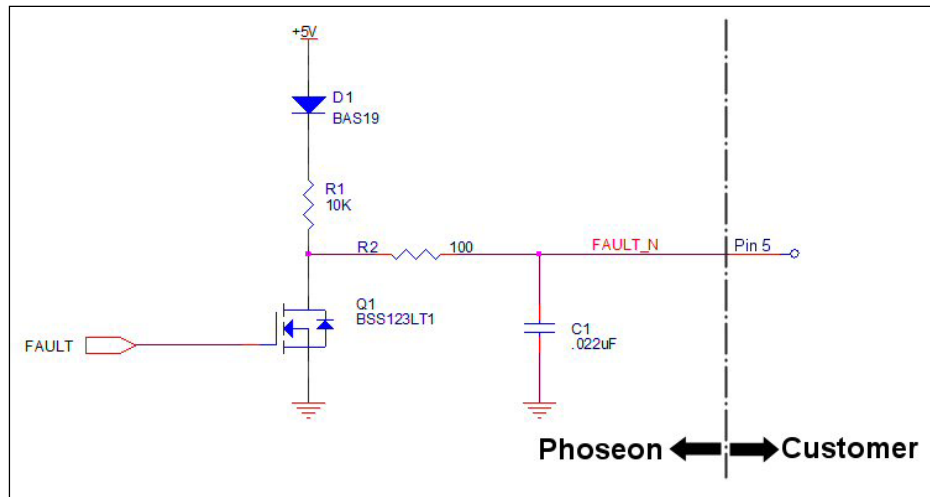 +5V
D1
BAS19
R1
10K
R2 100 FAULT_N Pin 5
Q1
BSS123LT1
C1
.022uF
FAULT
Phoseon Customer